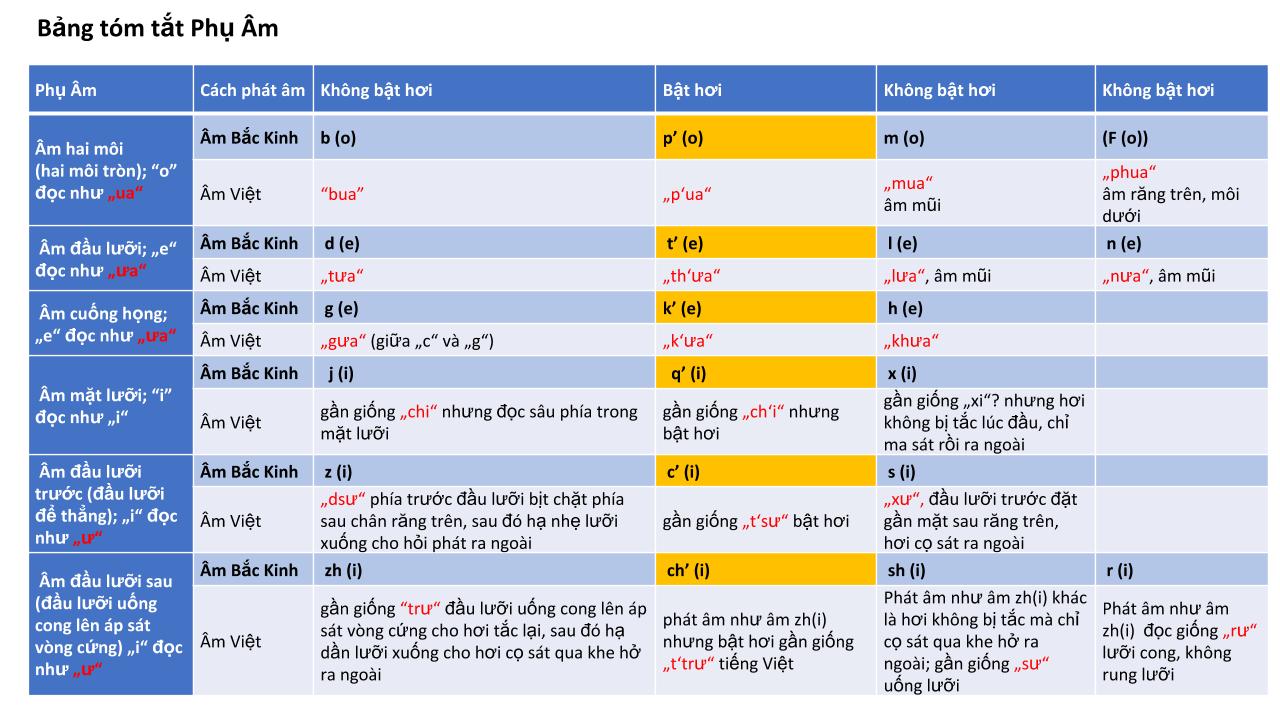 Bảng tóm tắt Phụ Âm
Phụ Âm
Cách phát âm
Không bật hơi
Bật hơi
Không bật hơi
Không bật hơi
Âm hai môi
(hai môi tròn); “o”
đọc như „ua“
Âm Bắc Kinh
b (o)
p’ (o)
m (o)
(F (o))
Âm Việt
“bua”
„p‘ua“
„mua“
âm mũi
„phua“
âm răng trên, môi
dưới
Âm đầu lưỡi; „e“
đọc như „ưa“
Âm Bắc Kinh
d (e)
t’ (e)
l (e)
n (e)
Âm Việt
„tưa“
„th‘ưa“
„lưa“, âm mũi
„nưa“, âm mũi
Âm cuống họng;
„e“ đọc như „ưa“
Âm Bắc Kinh
g (e)
k’ (e)
h (e)
Âm Việt
„gưa“ (giữa „c“ và „g“)
„k‘ưa“
„khưa“
Âm mặt lưỡi; “i”
đọc như „i“
Âm Bắc Kinh
j (i)
q’ (i)
x (i)
Âm Việt
gần giống „chi“ nhưng đọc sâu phía trong
mặt lưỡi
gần giống „ch‘i“ nhưng
bật hơi
gần giống „xi“? nhưng hơi
không bị tắc lúc đầu, chỉ
ma sát rồi ra ngoài
Âm đầu lưỡi
trước (đầu lưỡi
để thẳng); „i“ đọc
như „ư“
Âm Bắc Kinh
z (i)
c’ (i)
s (i)
Âm Việt
„dsư“ phía trước đầu lưỡi bịt chặt phía
sau chân răng trên, sau đó hạ nhẹ lưỡi
xuống cho hỏi phát ra ngoài
gần giống „t‘sư“ bật hơi
„xư“, đầu lưỡi trước đặt
gần mặt sau răng trên,
hơi cọ sát ra ngoài
Âm đầu lưỡi sau
(đầu lưỡi uống
cong lên áp sát
vòng cứng) „i“ đọc
như „ư“
Âm Bắc Kinh
zh (i)
ch’ (i)
sh (i)
r (i)
Âm Việt
gần giống “trư“ đầu lưỡi uống cong lên áp
sát vòng cứng cho hơi tắc lại, sau đó hạ
dần lưỡi xuống cho hơi cọ sát qua khe hở
ra ngoài
phát âm như âm zh(i)
nhưng bật hơi gần giống
„t‘trư“ tiếng Việt
Phát âm như âm zh(i) khác
là hơi không bị tắc mà chỉ
cọ sát qua khe hở ra
ngoài; gần giống „sư“
uống lưỡi
Phát âm như âm
zh(i) đọc giống „rư“
lưỡi cong, không
rung lưỡi